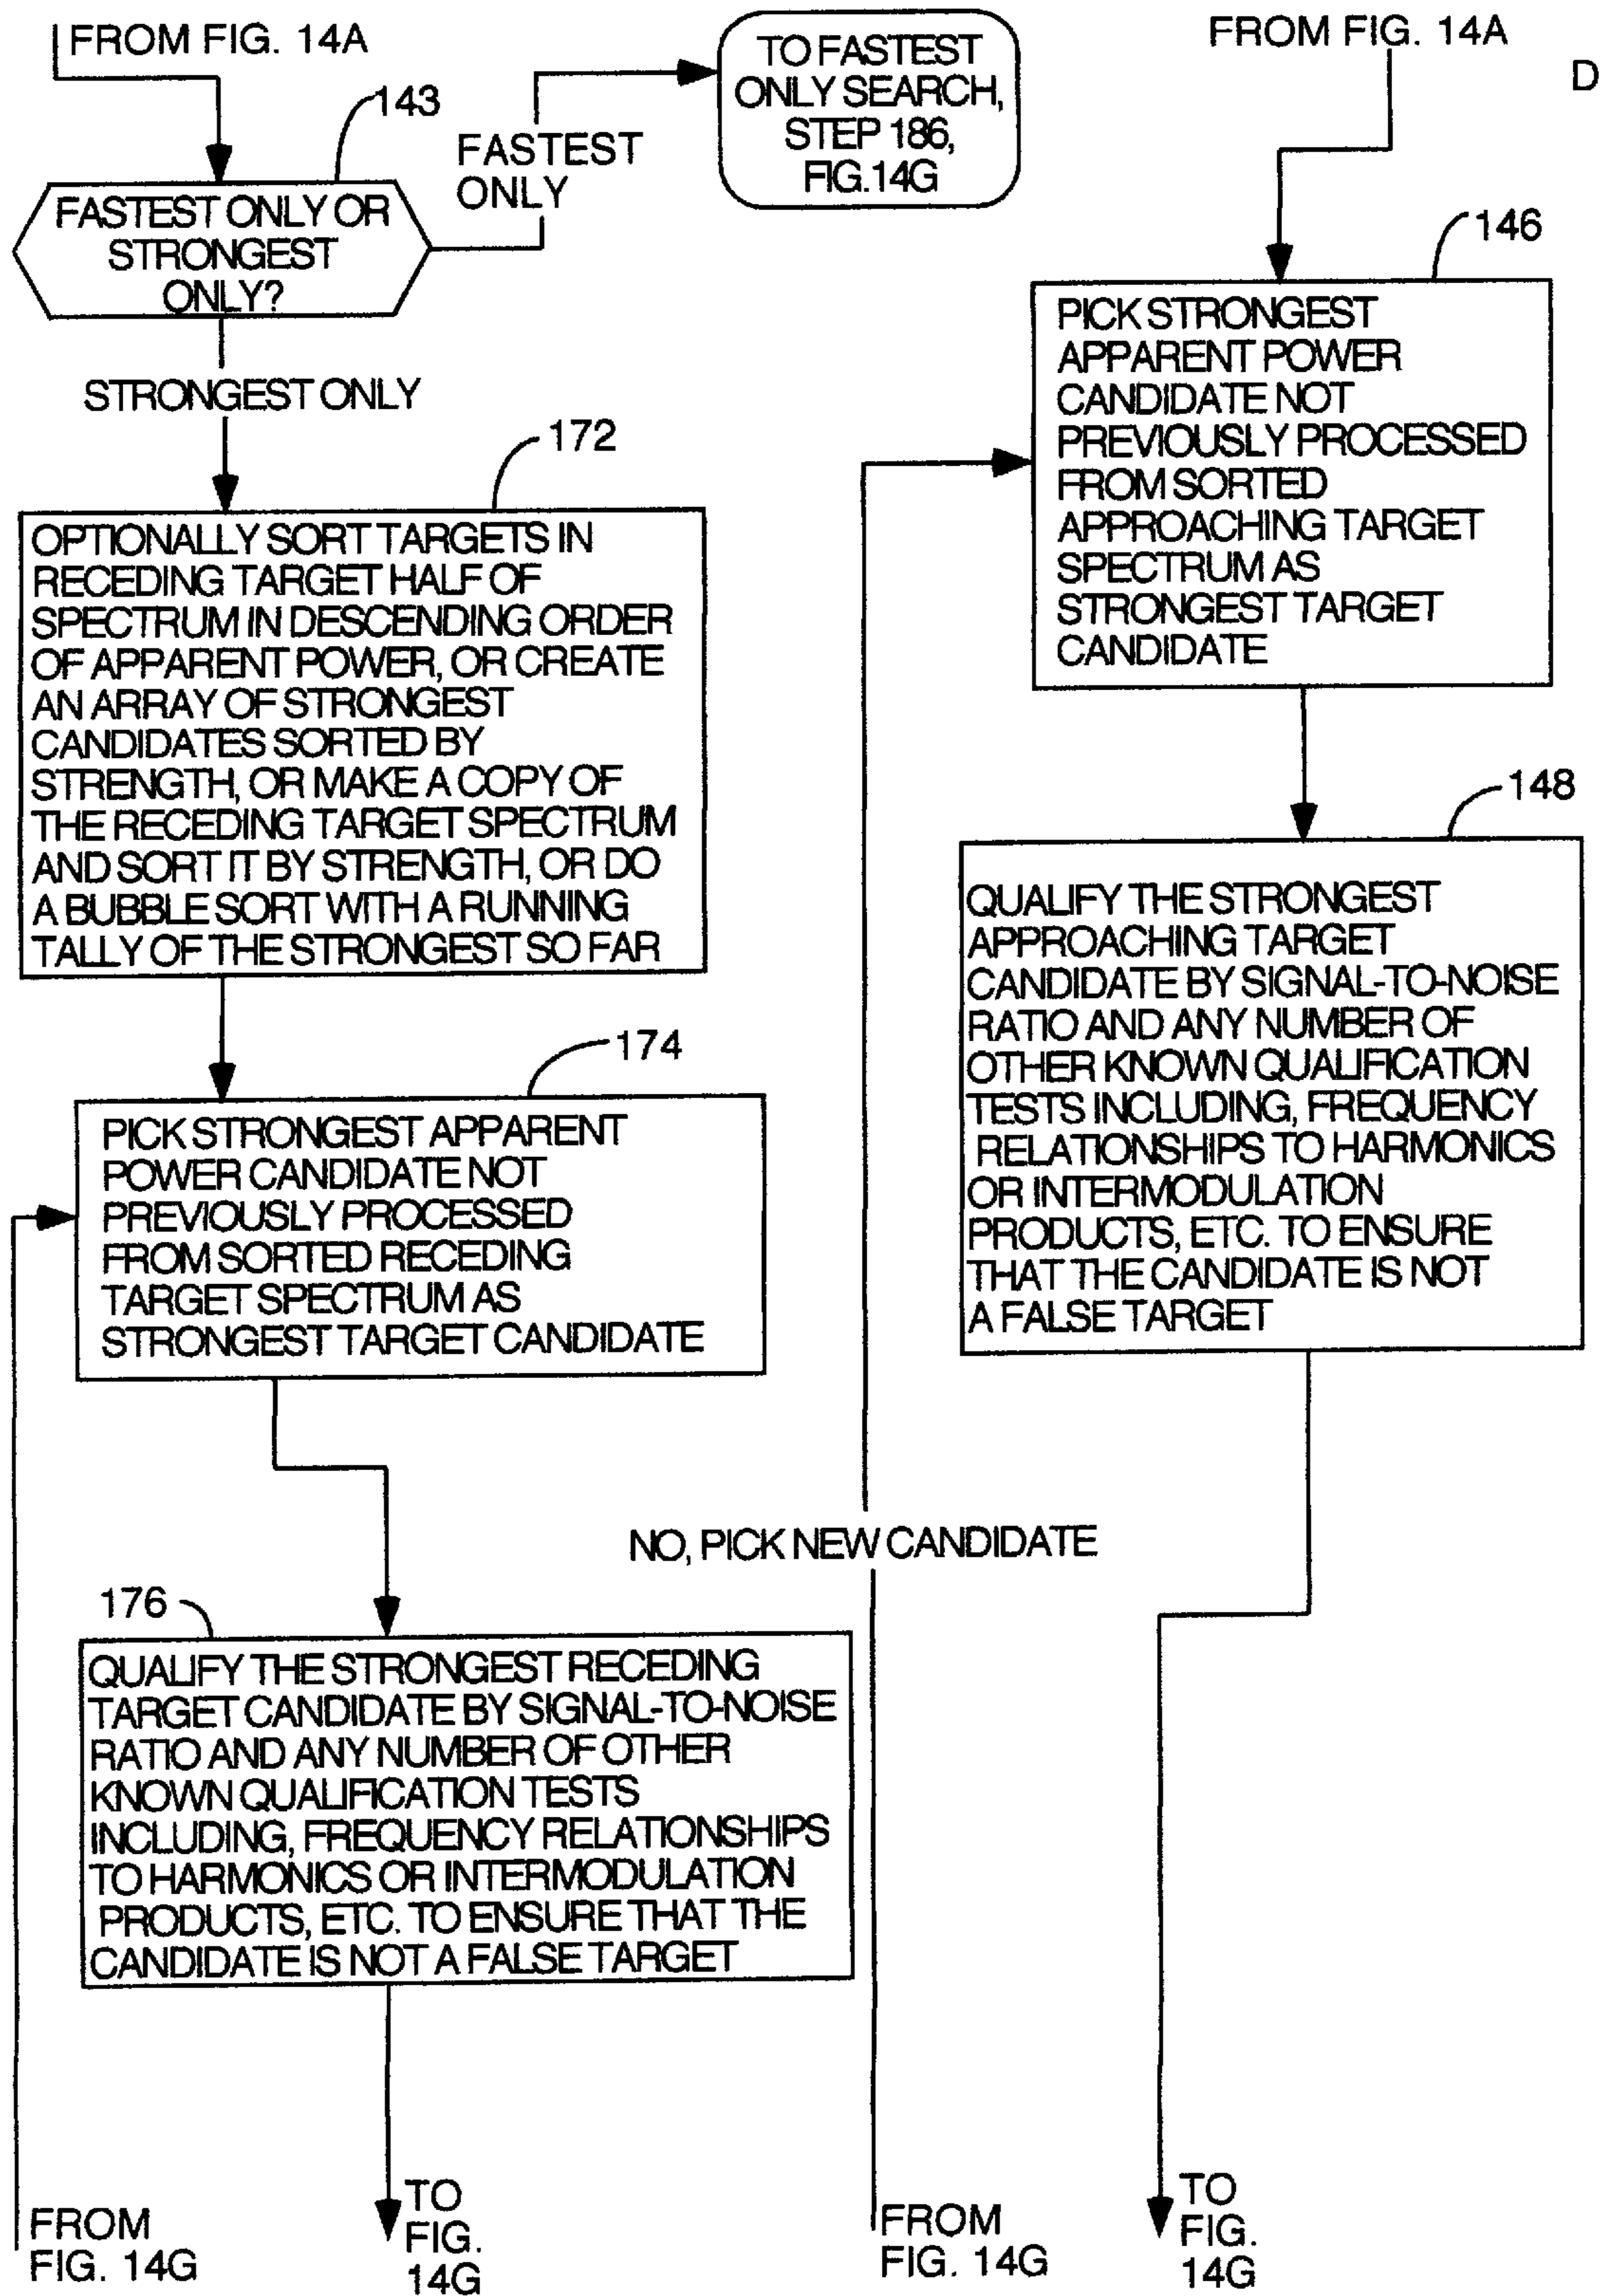 FROM FIG. 14A
143
FASTEST ONLY OR
STRONGEST
ONLY?
FASTEST
ONLY
TO FASTEST
ONLY SEARCH,
STEP 186,
FIG.14G
STRONGEST ONLY
172
OPTIONALLY SORT TARGETS IN
RECEDING TARGET HALF OF
SPECTRUM IN DESCENDING ORDER
OF APPARENT POWER, OR CREATE
AN ARRAY OF STRONGEST
CANDIDATES SORTED BY
STRENGTH, OR MAKE A COPY OF
THE RECEDING TARGET SPECTRUM
AND SORT IT BY STRENGTH, OR DO
A BUBBLE SORT WITH A RUNNING
TALLY OF THE STRONGEST SO FAR
174
PICK STRONGEST APPARENT
POWER CANDIDATE NOT
PREVIOUSLY PROCESSED
FROM SORTED RECEDING
TARGET SPECTRUM AS
STRONGEST TARGET CANDIDATE
176
QUALIFY THE STRONGEST RECEDING
TARGET CANDIDATE BY SIGNAL-TO-NOISE
RATIO AND ANY NUMBER OF OTHER
KNOWN QUALIFICATION TESTS
INCLUDING, FREQUENCY RELATIONSHIPS
TO HARMONICS OR INTERMODULATION
PRODUCTS, ETC. TO ENSURE THAT THE
CANDIDATE IS NOT A FALSE TARGET
FROM
FIG. 14G
TO
FIG.
14G
FROM FIG. 14A
D
146
PICK STRONGEST
APPARENT POWER
CANDIDATE NOT
PREVIOUSLY PROCESSED
FROM SORTED
APPROACHING TARGET
SPECTRUM AS
STRONGEST TARGET
CANDIDATE
148
QUALIFY THE STRONGEST
APPROACHING TARGET
CANDIDATE BY SIGNAL-TO-NOISE
RATIO AND ANY NUMBER OF
OTHER KNOWN QUALIFICATION
TESTS INCLUDING, FREQUENCY
RELATIONSHIPS TO HARMONICS
OR INTERMODULATION
PRODUCTS, ETC. TO ENSURE
THAT THE CANDIDATE IS NOT
A FALSE TARGET
NO, PICK NEW CANDIDATE
FROM
FIG. 14G
TO
FIG.
14G